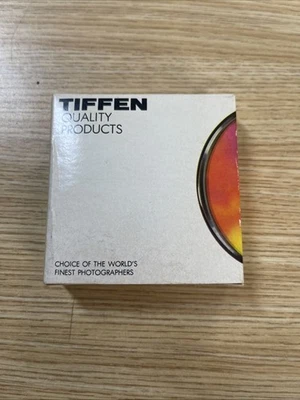 TIFFEN
QUALITY
PRODUCTS
CHOICE OF THE WORLD'S
FINEST PHOTOGRAPHERS